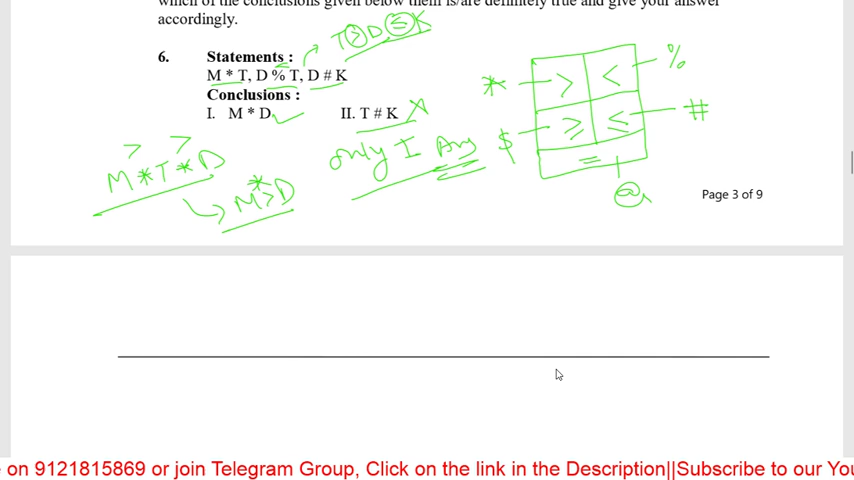 which of the conclusions given below them is/are definitely true and give your answer
accordingly.
T > D ≤ K
6. Statements :
M * T, D % T, D # K
<
Conclusions :
I. M * D II. T # K
> >
M * T * D
*
M > D
only I Ans
* > < %
$ ≥ ≤ #
=
@
Page 3 of 9
on 9121815869 or join Telegram Group, Click on the link in the Description||Subscribe to our You